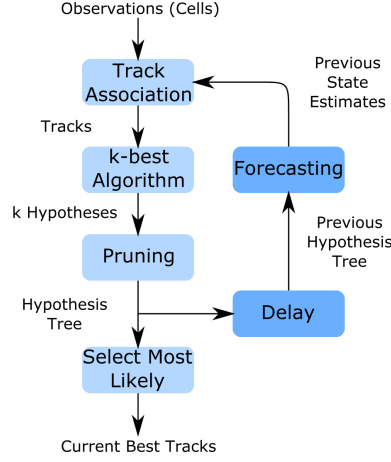 Observations (Cells)
Track
Association
Previous
State
Estimates
Tracks
k-best
Algorithm
Forecasting
k Hypotheses
Pruning
Previous
Hypothesis
Tree
Hypothesis
Tree
Delay
Select Most
Likely
Current Best Tracks